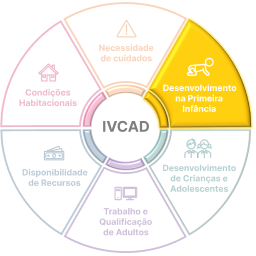 Necessidade
de cuidados
Desenvolvimento
na Primeira
Infância
Condições
Habitacionais
IVCAD
Disponibilidade
de Recursos
Desenvolvimento
de Crianças e
Adolescentes
Trabalho e
Qualificação
de Adultos